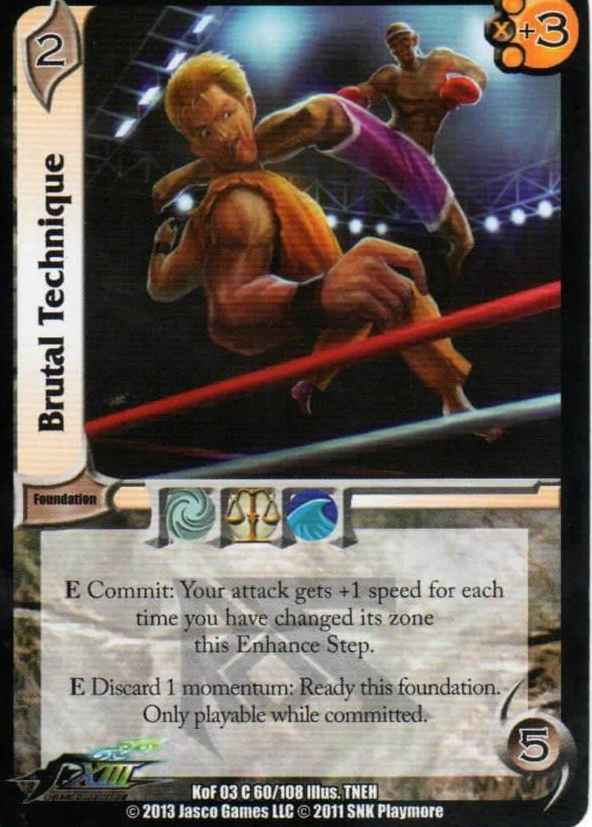 2
X +3
Brutal Technique
Foundation
E Commit: Your attack gets +1 speed for each
time you have changed its zone
this Enhance Step.
E Discard 1 momentum: Ready this foundation.
Only playable while committed.
5
XIII
KoF 03 C 60/108 Illus. TNEH
© 2013 Jasco Games LLC © 2011 SNK Playmore